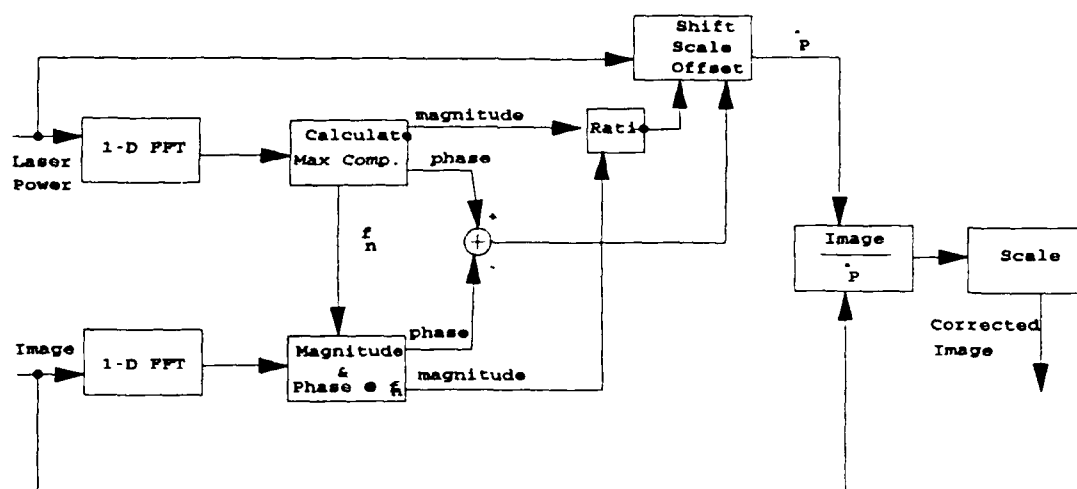 Shift
Scale
Offset
.
P
magnitude
Rati
1-D FFT
Calculate
Max Comp.
phase
Laser
Power
f
n
+
+
-
Image
.
P
Scale
Image
1-D FFT
phase
Magnitude
&
Phase @ f
n
magnitude
Corrected
Image